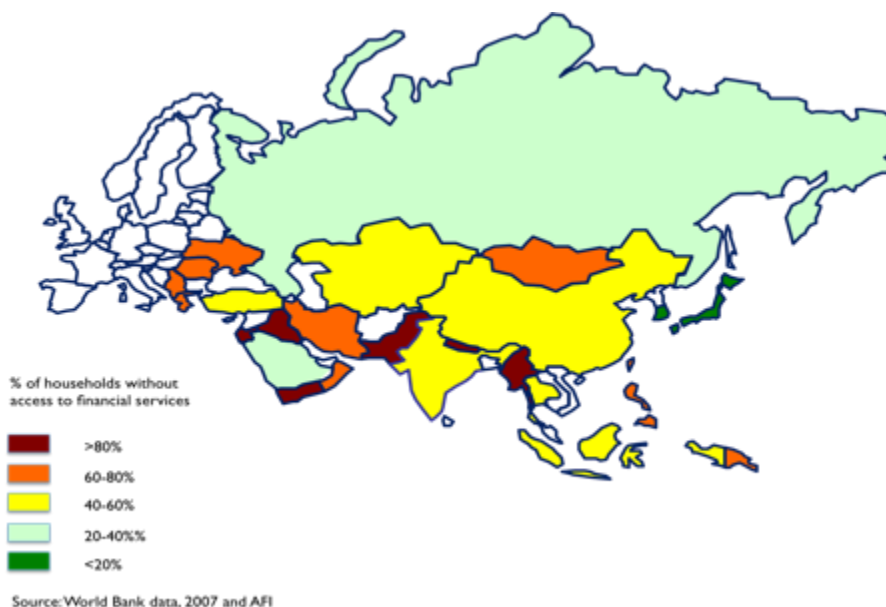 % of households without
access to financial services
>80%
60-80%
40-60%
20-40%%
<20%
Source: World Bank data, 2007 and AFI